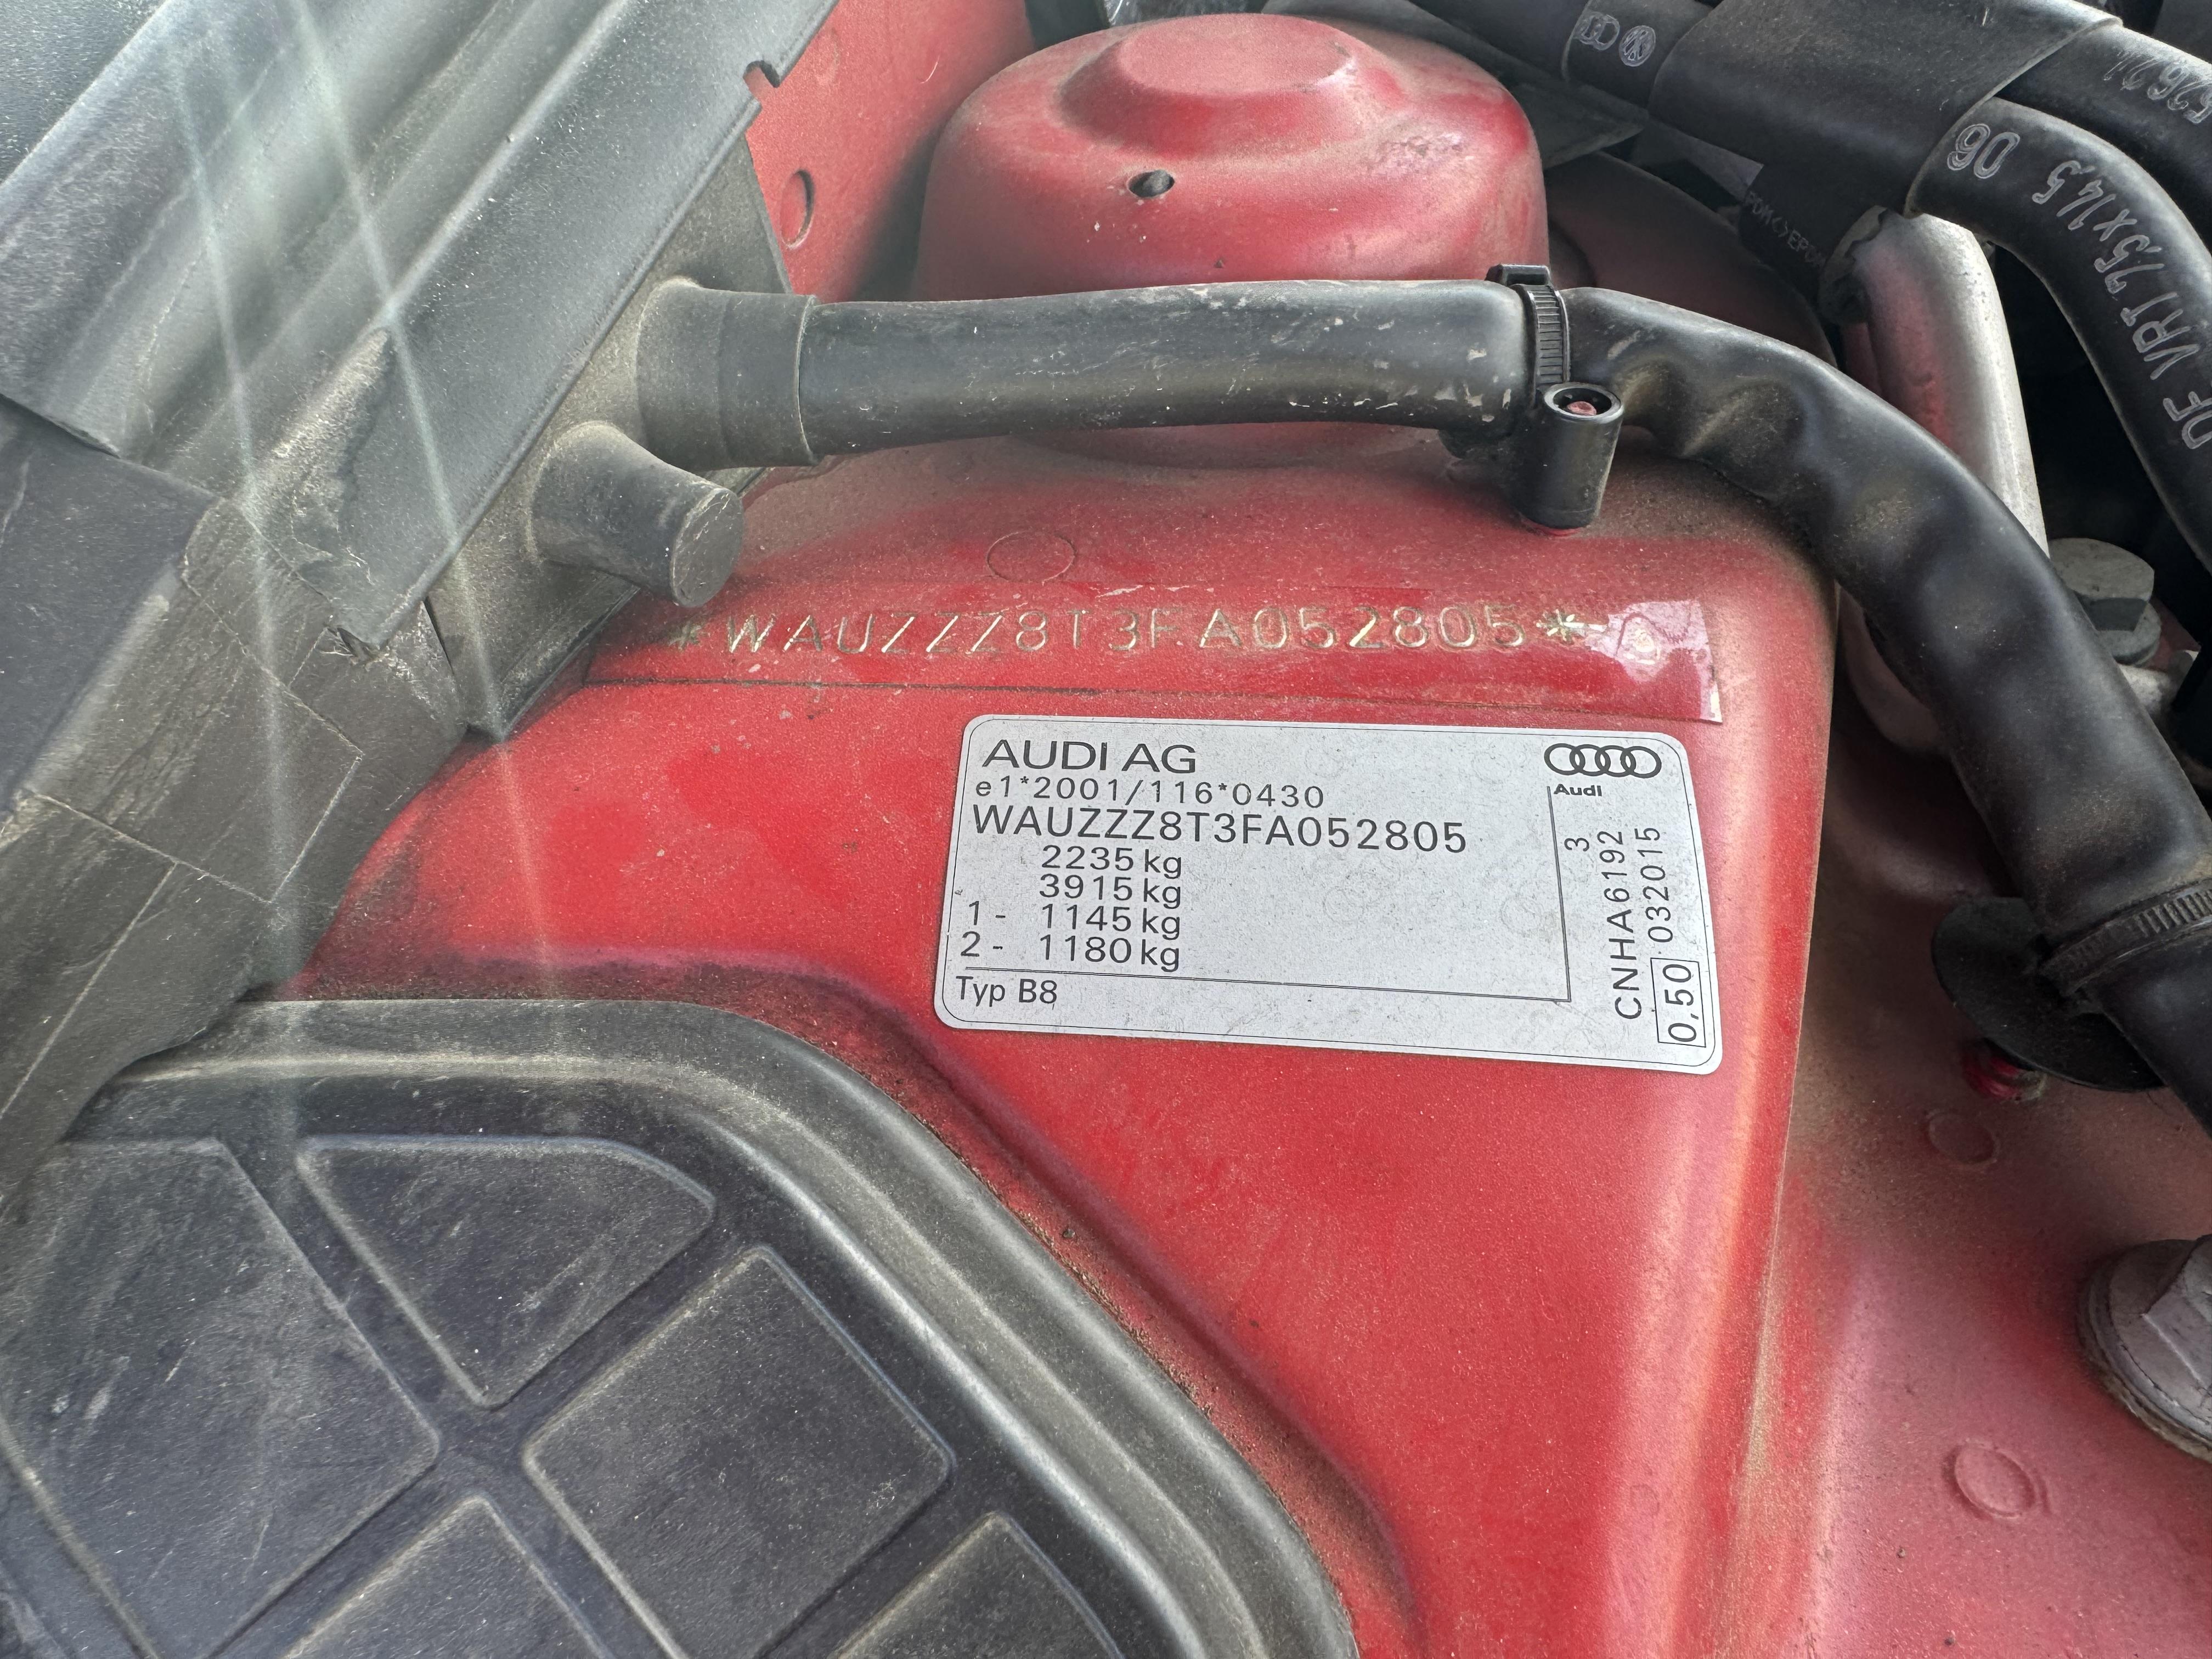 06
7,5x14,5
DE VRT
*WAUZZZ8T3FA052805*
AUDI AG
Audi
e1*2001/116*0430
WAUZZZ8T3FA052805
2235 kg
3915 kg
1 - 1145 kg
2 - 1180 kg
Typ B8
3
CNHA6192
0,50 032015